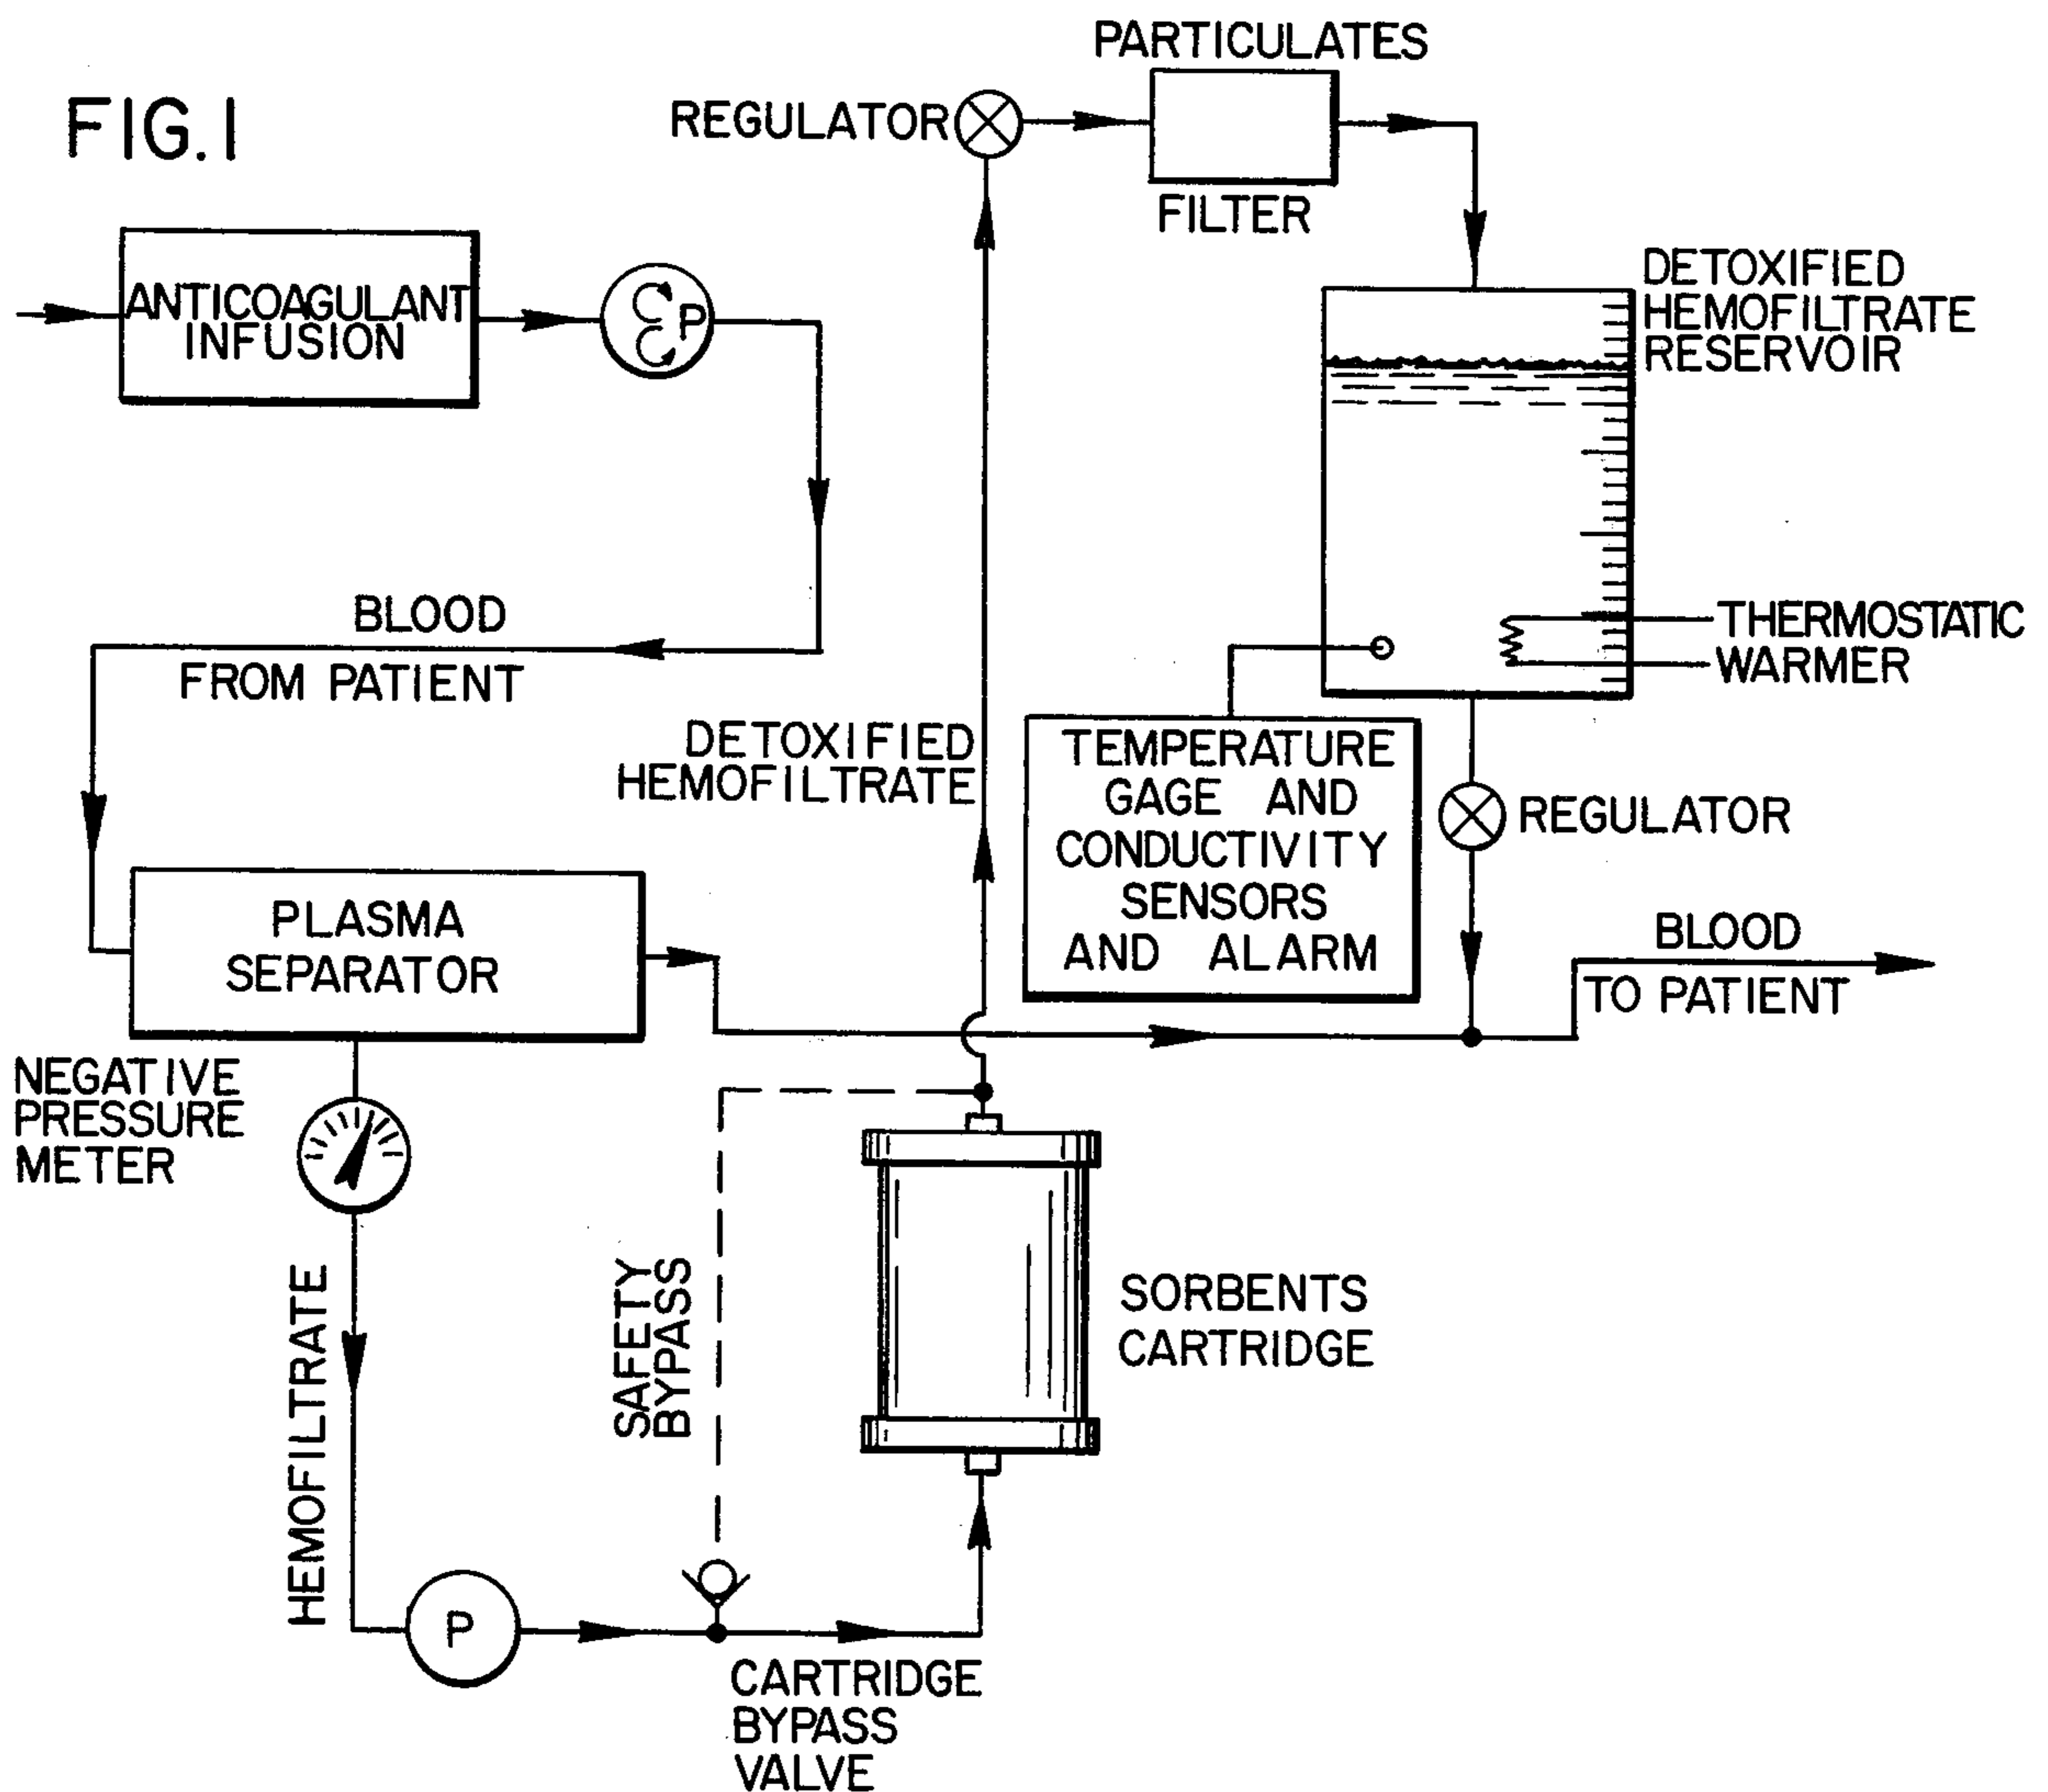 FIG. 1
PARTICULATES
FILTER
REGULATOR
ANTICOAGULANT
INFUSION
P
DETOXIFIED
HEMOFILTRATE
RESERVOIR
BLOOD
FROM PATIENT
THERMOSTATIC
WARMER
DETOXIFIED
HEMOFILTRATE
TEMPERATURE
GAGE AND
CONDUCTIVITY
SENSORS
AND ALARM
REGULATOR
PLASMA
SEPARATOR
BLOOD
TO PATIENT
NEGATIVE
PRESSURE
METER
HEMOFILTRATE
SAFETY
BYPASS
SORBENTS
CARTRIDGE
P
CARTRIDGE
BYPASS
VALVE